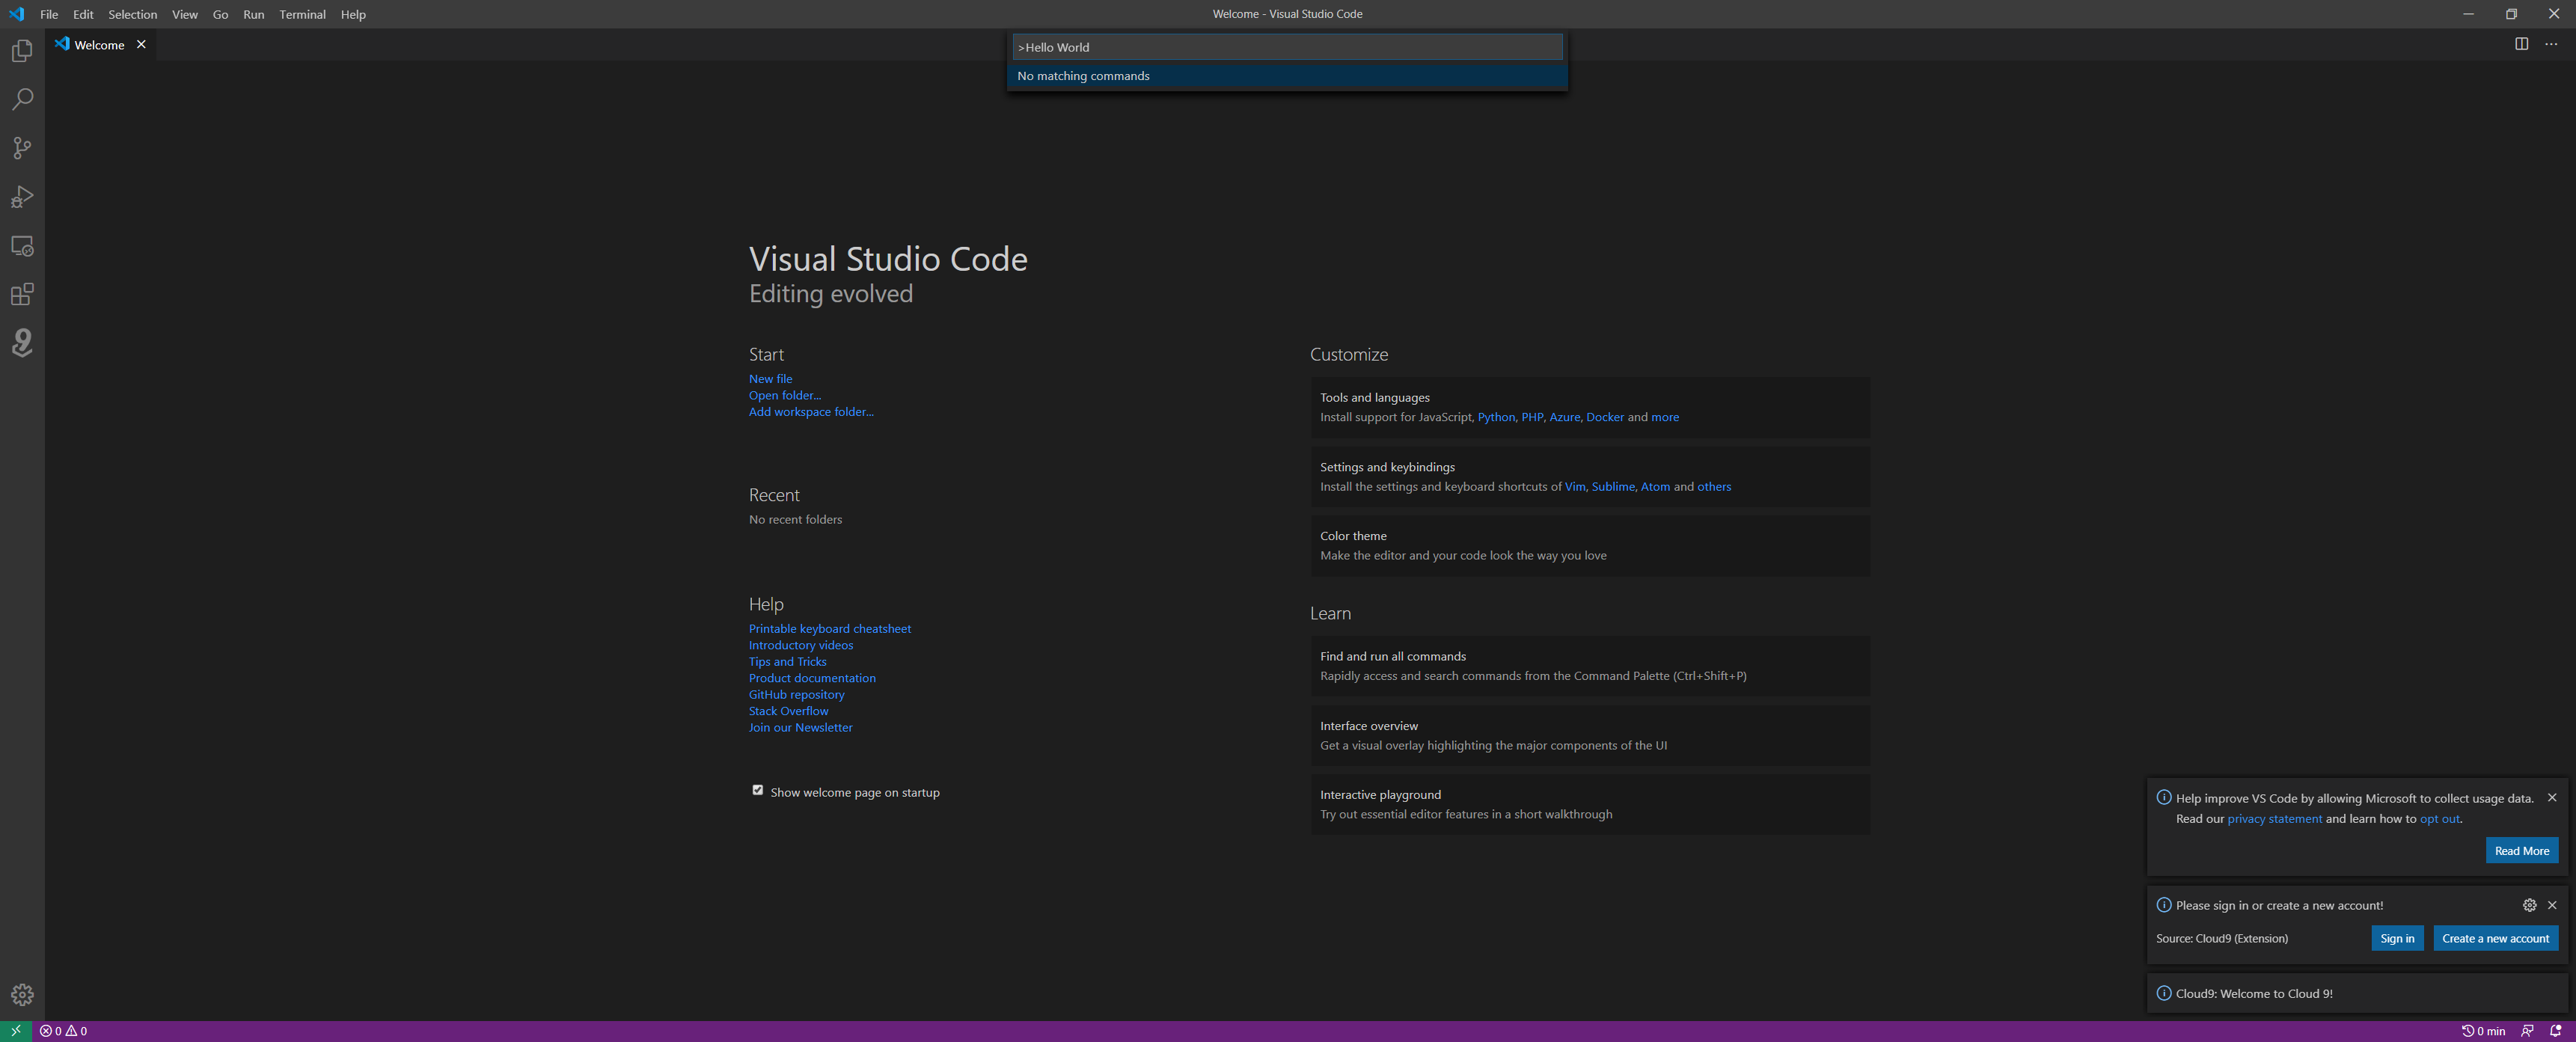 File Edit Selection View Go Run Terminal Help
Welcome - Visual Studio Code
Welcome
>Hello World
No matching commands
Visual Studio Code
Editing evolved
Start
New file
Open folder...
Add workspace folder...
Recent
No recent folders
Help
Printable keyboard cheatsheet
Introductory videos
Tips and Tricks
Product documentation
GitHub repository
Stack Overflow
Join our Newsletter
Show welcome page on startup
Customize
Tools and languages
Install support for JavaScript, Python, PHP, Azure, Docker and more
Settings and keybindings
Install the settings and keyboard shortcuts of Vim, Sublime, Atom and others
Color theme
Make the editor and your code look the way you love
Learn
Find and run all commands
Rapidly access and search commands from the Command Palette (Ctrl+Shift+P)
Interface overview
Get a visual overlay highlighting the major components of the UI
Interactive playground
Try out essential editor features in a short walkthrough
Help improve VS Code by allowing Microsoft to collect usage data.
Read our privacy statement and learn how to opt out.
Read More
Please sign in or create a new account!
Source: Cloud9 (Extension) Sign in Create a new account
Cloud9: Welcome to Cloud 9!
0 0
0 min